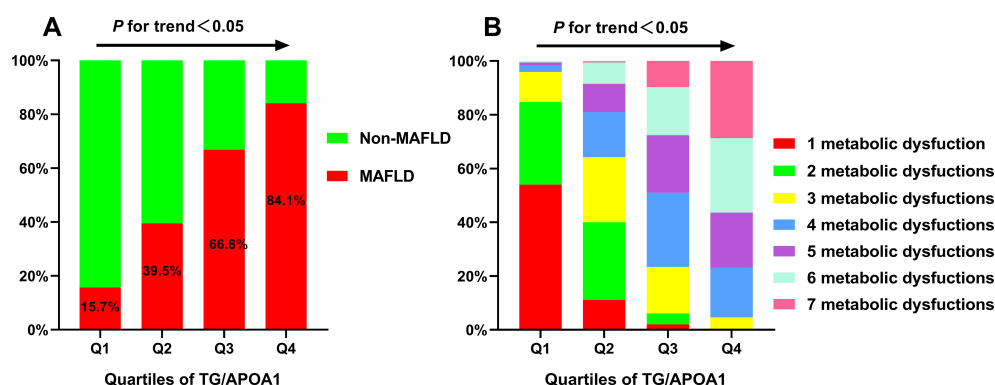 A
P for trend＜0.05
100%
80%
60%
40%
20%
0%
15.7%
39.5%
66.8%
84.1%
Q1 Q2 Q3 Q4
Quartiles of TG/APOA1
Non-MAFLD
MAFLD
B
P for trend＜0.05
100%
80%
60%
40%
20%
0%
Q1 Q2 Q3 Q4
Quartiles of TG/APOA1
1 metabolic dysfuction
2 metabolic dysfuctions
3 metabolic dysfuctions
4 metabolic dysfuctions
5 metabolic dysfuctions
6 metabolic dysfuctions
7 metabolic dysfuctions